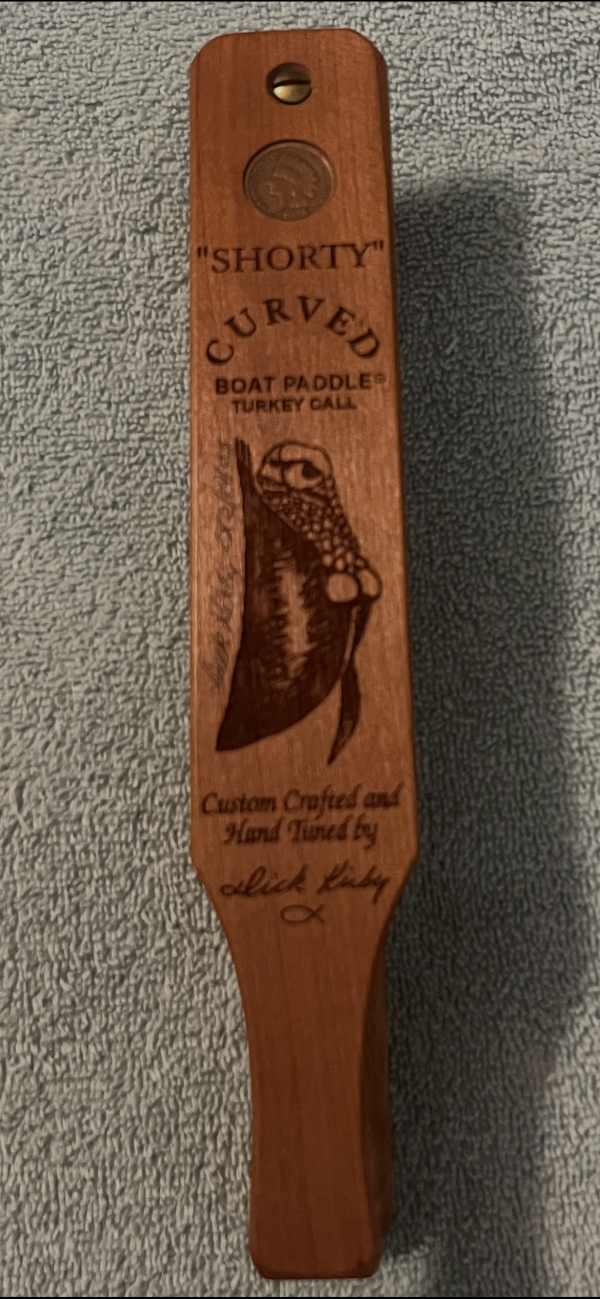 "SHORTY"
CURVED
BOAT PADDLE®
TURKEY CALL
Custom Crafted and
Hand Tuned by
Dick Kirby